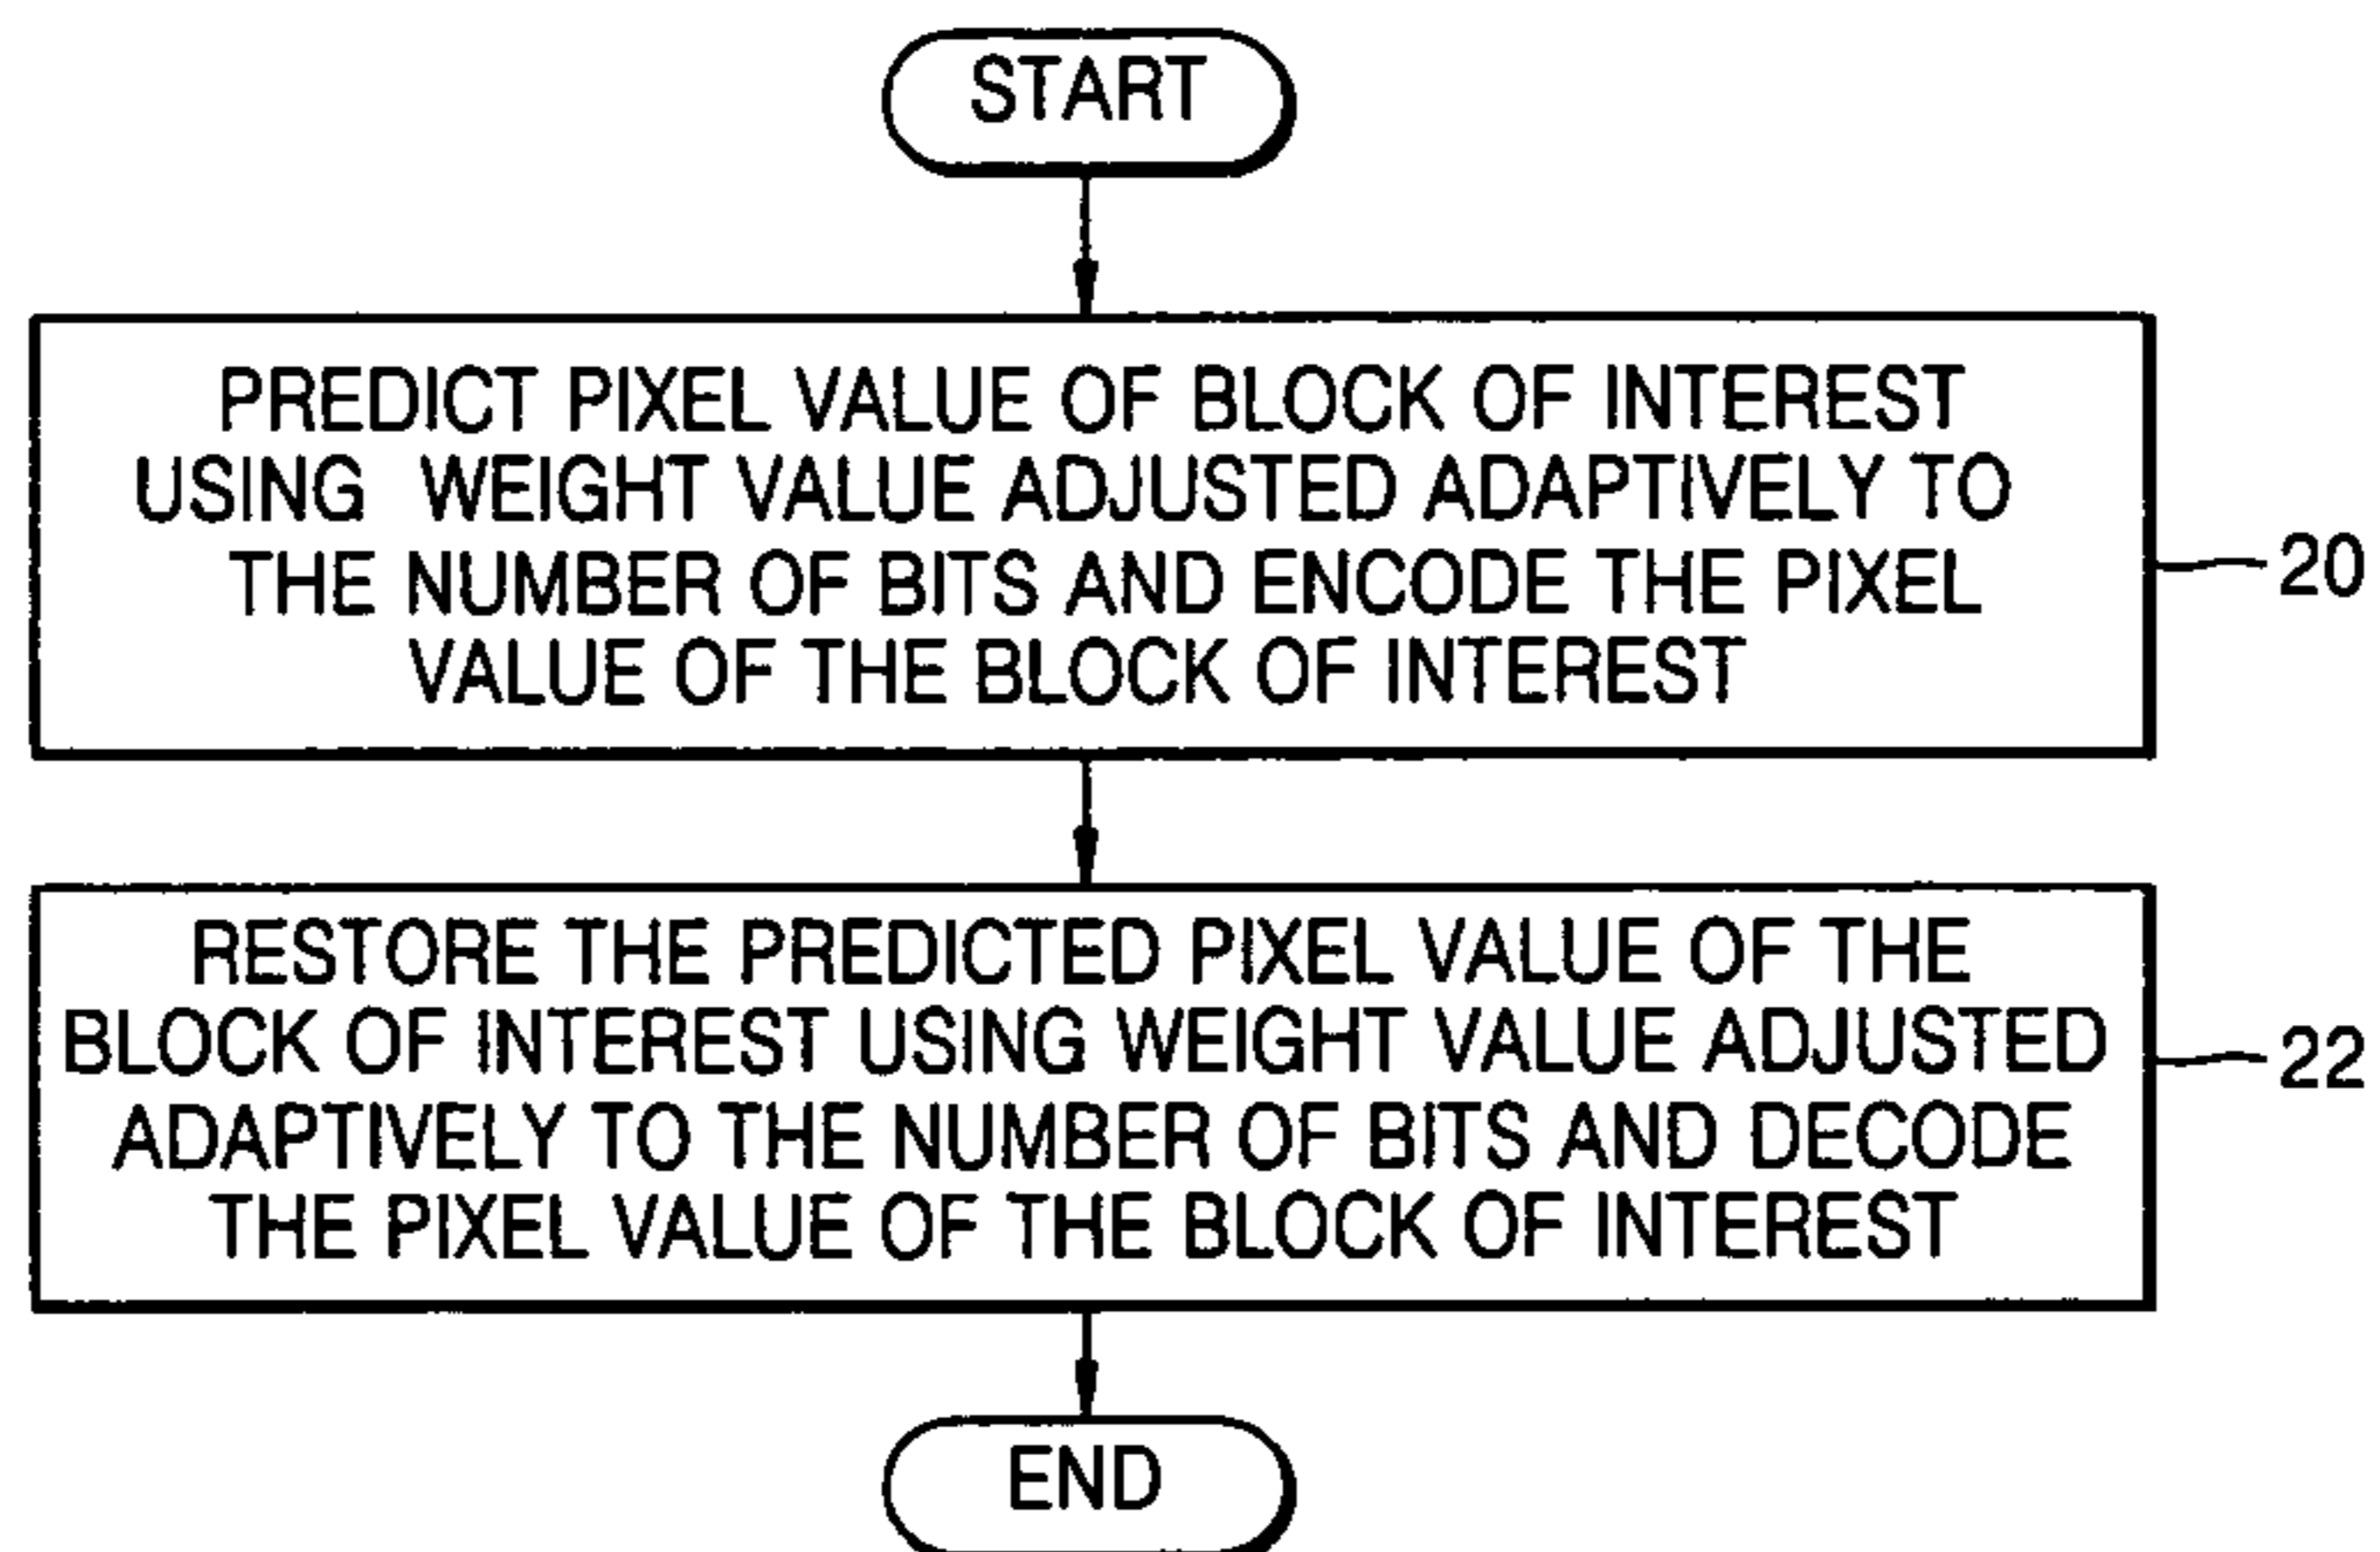 START
PREDICT PIXEL VALUE OF BLOCK OF INTEREST
USING WEIGHT VALUE ADJUSTED ADAPTIVELY TO
THE NUMBER OF BITS AND ENCODE THE PIXEL
VALUE OF THE BLOCK OF INTEREST
20
RESTORE THE PREDICTED PIXEL VALUE OF THE
BLOCK OF INTEREST USING WEIGHT VALUE ADJUSTED
ADAPTIVELY TO THE NUMBER OF BITS AND DECODE
THE PIXEL VALUE OF THE BLOCK OF INTEREST
22
END